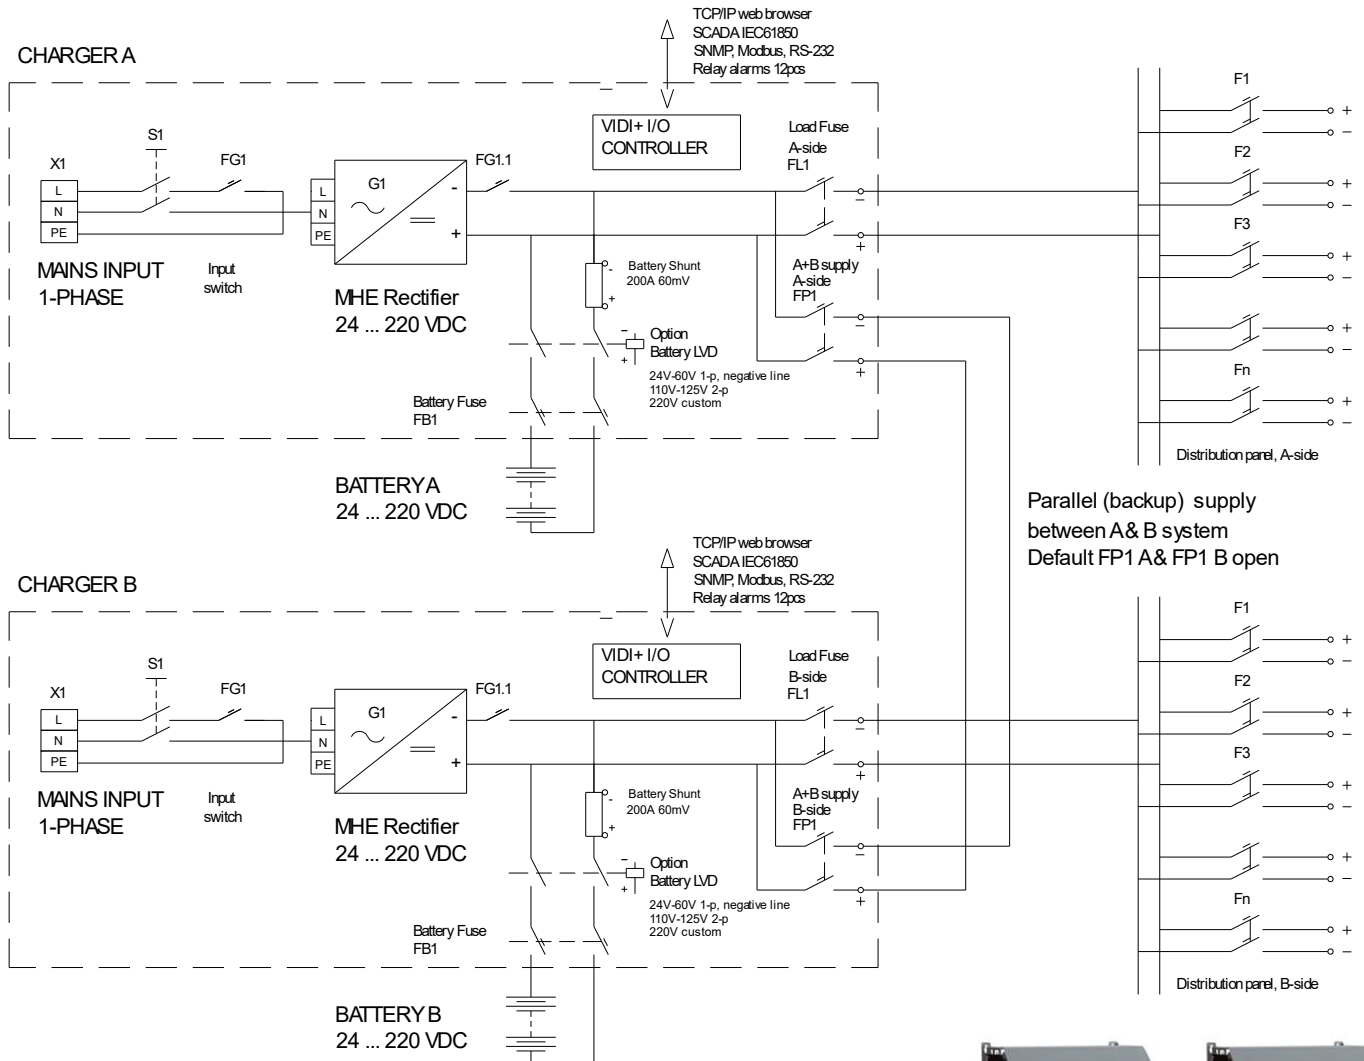 TCP/IP web browser
SCADA IEC61850
SNMP, Modbus, RS-232
Relay alarms 12pcs
CHARGER A
VIDI+ I/O
CONTROLLER
Load Fuse
A-side
FL1
S1
X1
FG1
FG1.1
L
N
PE
L
N
PE
G1
-
+
-
+
MAINS INPUT
1-PHASE
Input
switch
MHE Rectifier
24 ... 220 VDC
Battery Shunt
200A 60mV
-
+
A+B supply
A-side
FP1
-
+
Option
Battery LVD
-
+
24V-60V 1-p, negative line
110V-125V 2-p
220V custom
Battery Fuse
FB1
BATTERY A
24 ... 220 VDC
F1
+
-
F2
+
-
F3
+
-
+
-
Fn
+
-
Distribution panel, A-side
Parallel (backup) supply
between A & B system
Default FP1 A & FP1 B open
TCP/IP web browser
SCADA IEC61850
SNMP, Modbus, RS-232
Relay alarms 12pcs
CHARGER B
VIDI+ I/O
CONTROLLER
Load Fuse
B-side
FL1
S1
X1
FG1
FG1.1
L
N
PE
L
N
PE
G1
-
+
-
+
MAINS INPUT
1-PHASE
Input
switch
MHE Rectifier
24 ... 220 VDC
Battery Shunt
200A 60mV
-
+
A+B supply
B-side
FP1
-
+
Option
Battery LVD
-
+
24V-60V 1-p, negative line
110V-125V 2-p
220V custom
Battery Fuse
FB1
BATTERY B
24 ... 220 VDC
F1
+
-
F2
+
-
F3
+
-
+
-
Fn
+
-
Distribution panel, B-side